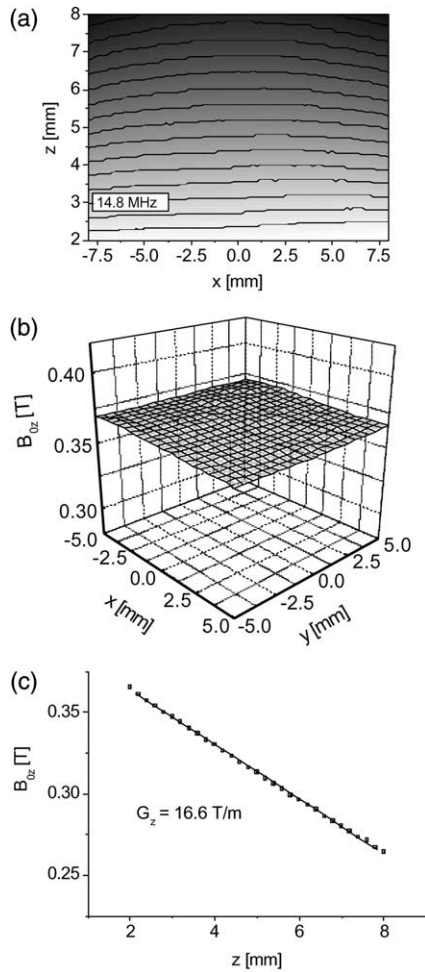 (a)
8
7
6
5
4
3
2
z [mm]
14.8 MHz
-7.5 -5.0 -2.5 0.0 2.5 5.0 7.5
x [mm]
(b)
0.40
0.35
0.30
B0z [T]
-5.0 -2.5 0.0 2.5 5.0
x [mm]
-5.0 -2.5 0.0 2.5 5.0
y [mm]
(c)
0.35
0.30
0.25
B0z [T]
Gz = 16.6 T/m
2 4 6 8
z [mm]